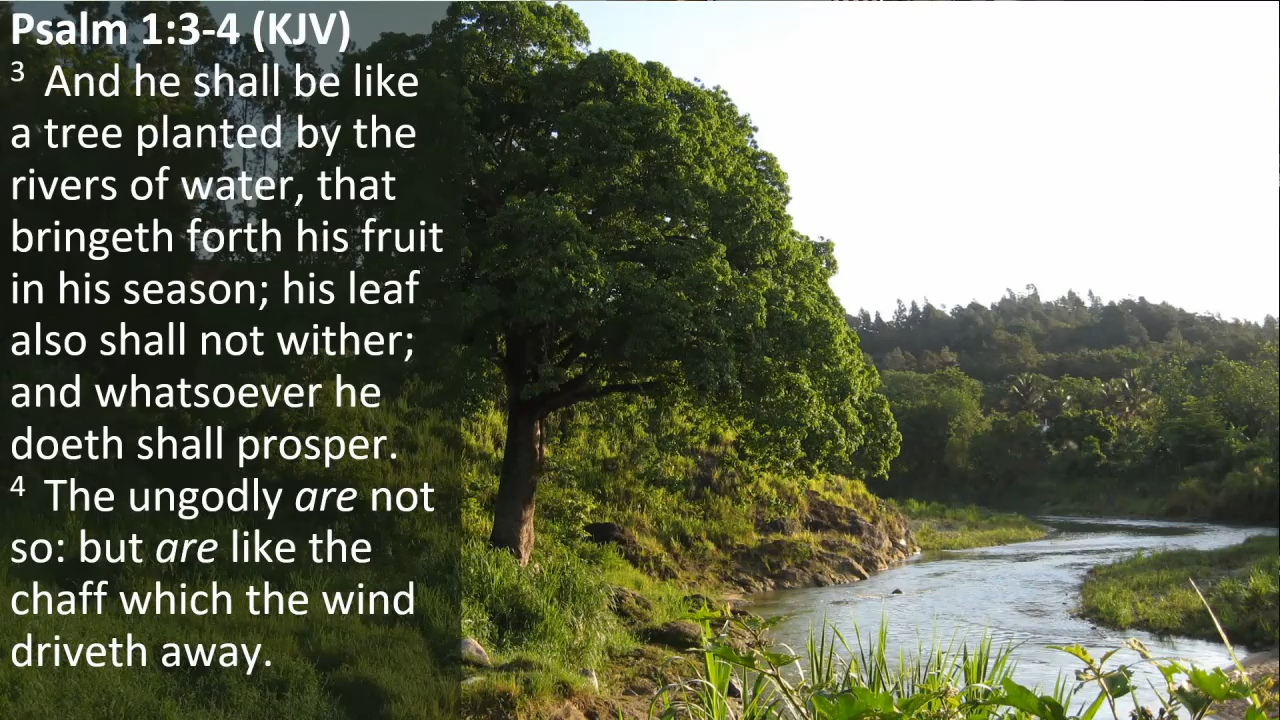 Psalm 1:3-4 (KJV)
3 And he shall be like
a tree planted by the
rivers of water, that
bringeth forth his fruit
in his season; his leaf
also shall not wither;
and whatsoever he
doeth shall prosper.
4 The ungodly are not
so: but are like the
chaff which the wind
driveth away.